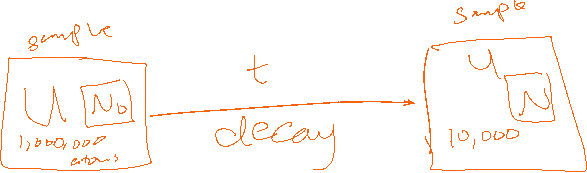 sample
U N₀
1,000,000
atoms
t
decay
sample
U
N
10,000